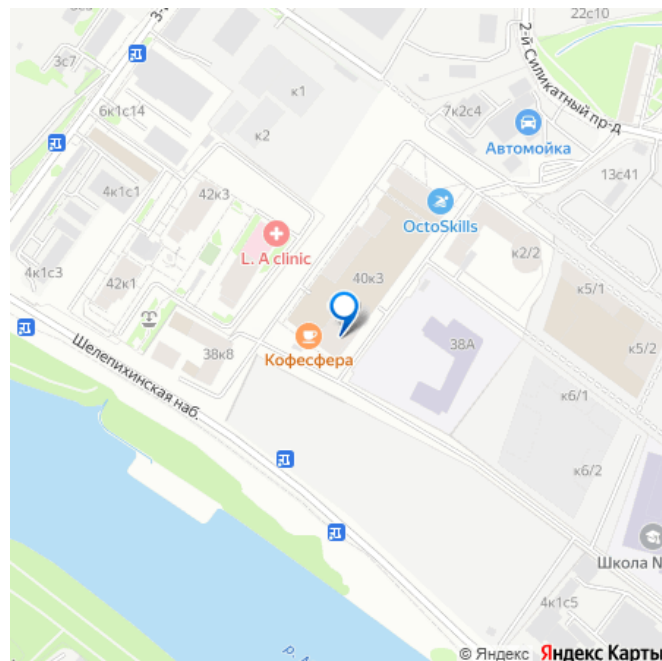 22с10
3с7
2-й Силикатный пр-д
к1
6к1с14
7к2с4
к2
Автомойка
13с41
4к1с1
42к3
OctoSkills
L. A clinic
к2/2
4к1с3
42к1
40к3
к5/1
38к8
Кофесфера
38А
к5/2
Шелепихинская наб.
к6/1
к6/2
Школа N
4к1с5
© Яндекс Яндекс Карты